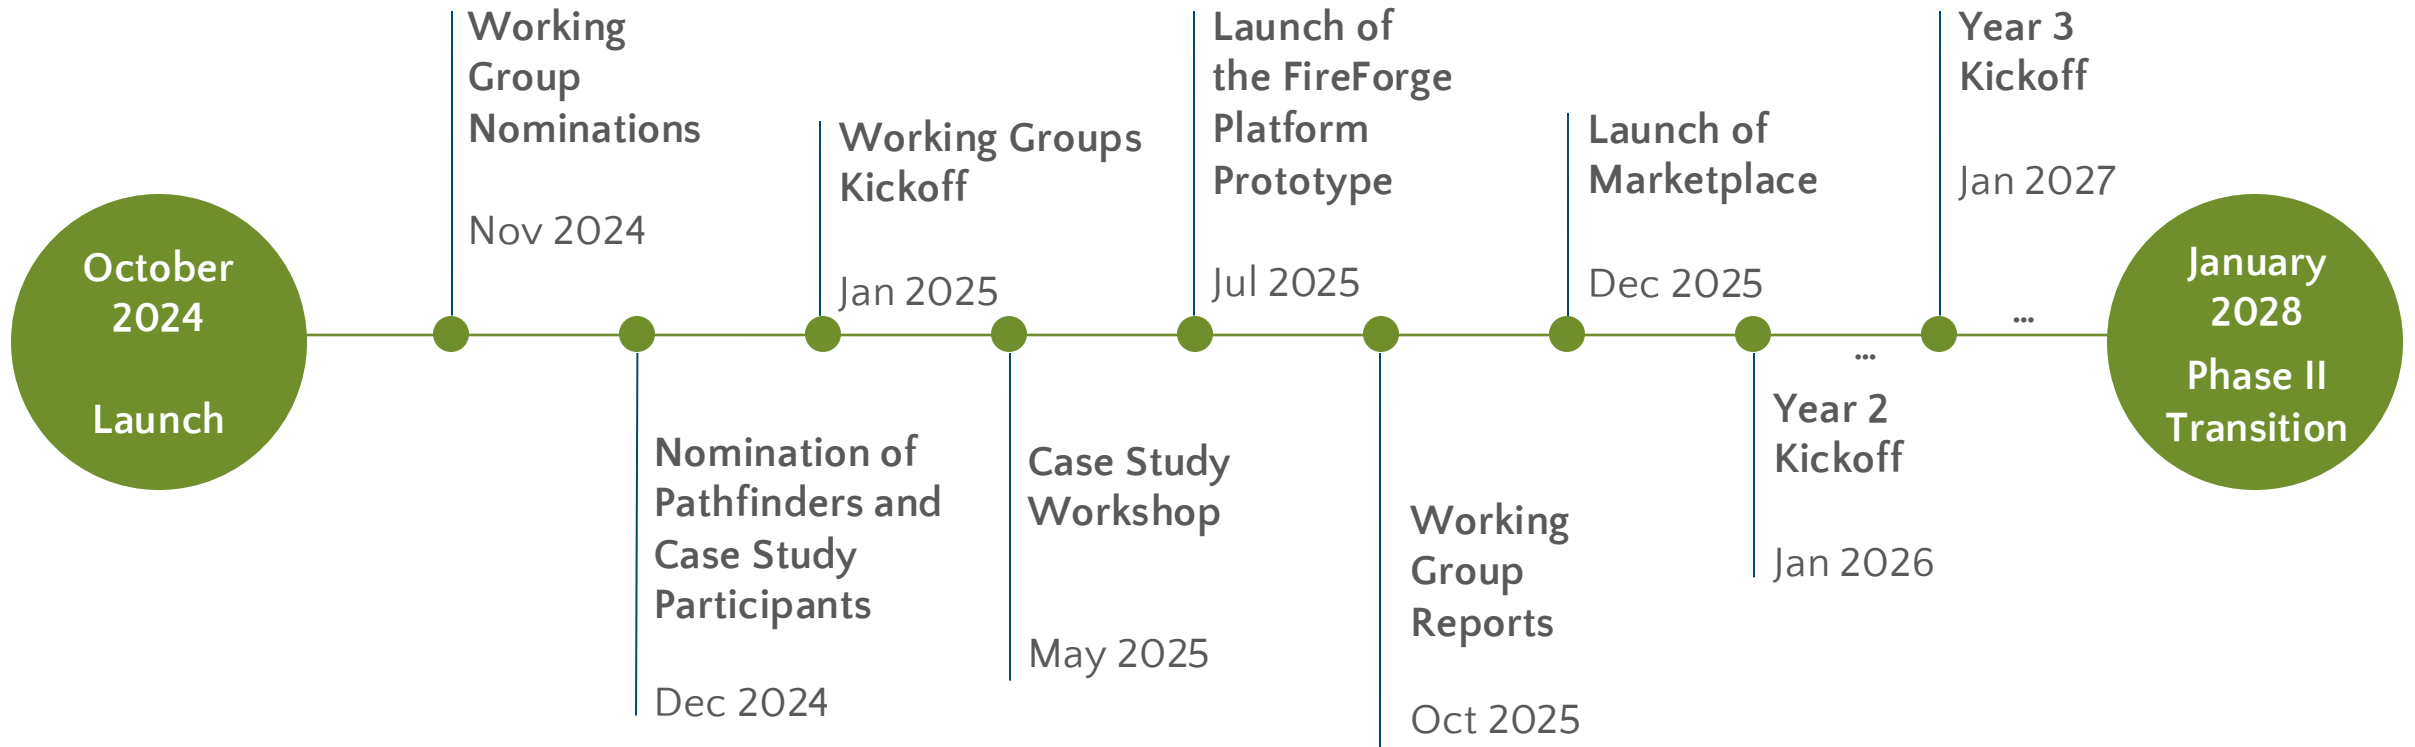 October
2024
Launch
Working
Group
Nominations
Nov 2024
Nomination of
Pathfinders and
Case Study
Participants
Dec 2024
Working Groups
Kickoff
Jan 2025
Case Study
Workshop
May 2025
Launch of
the FireForge
Platform
Prototype
Jul 2025
Working
Group
Reports
Oct 2025
Launch of
Marketplace
Dec 2025
Year 2
Kickoff
Jan 2026
...
Year 3
Kickoff
Jan 2027
...
January
2028
Phase II
Transition